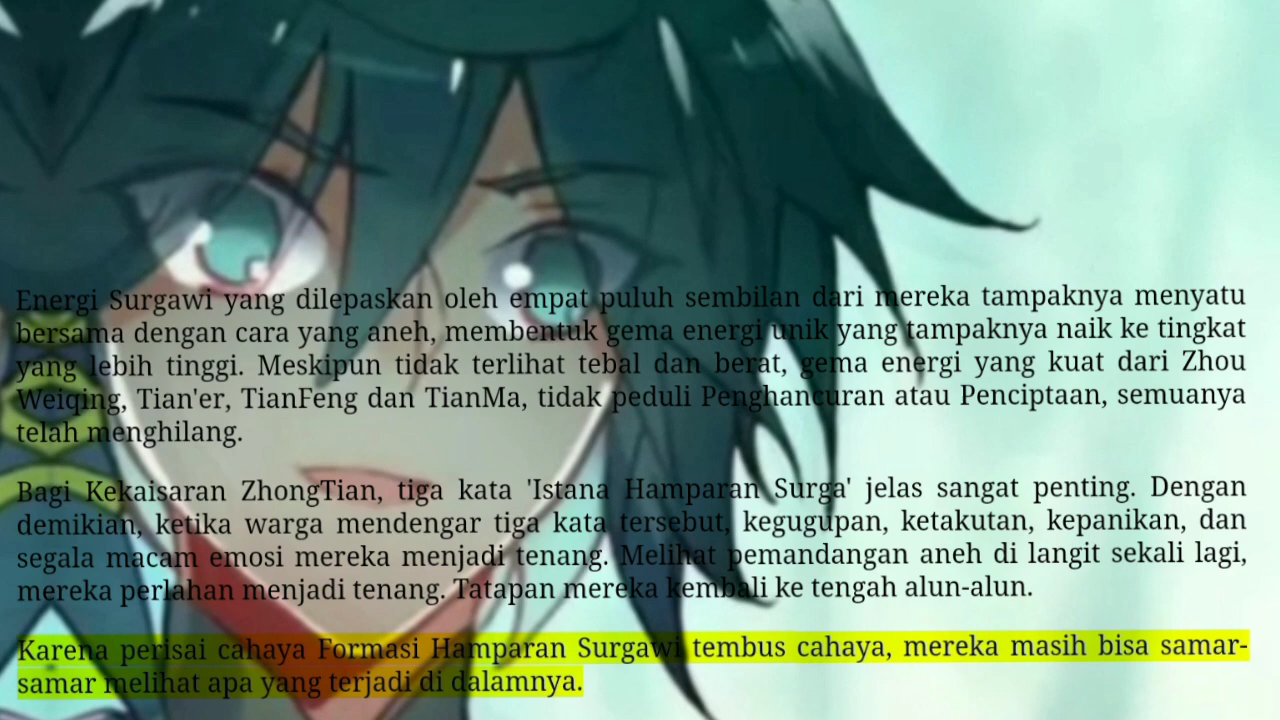 Energi Surgawi yang dilepaskan oleh empat puluh sembilan dari mereka tampaknya menyatu
bersama dengan cara yang aneh, membentuk gema energi unik yang tampaknya naik ke tingkat
yang lebih tinggi. Meskipun tidak terlihat tebal dan berat, gema energi yang kuat dari Zhou
Weiqing, Tian'er, TianFeng dan TianMa, tidak peduli Penghancuran atau Penciptaan, semuanya
telah menghilang.
Bagi Kekaisaran ZhongTian, tiga kata 'Istana Hamparan Surga' jelas sangat penting. Dengan
demikian, ketika warga mendengar tiga kata tersebut, kegugupan, ketakutan, kepanikan, dan
segala macam emosi mereka menjadi tenang. Melihat pemandangan aneh di langit sekali lagi,
mereka perlahan menjadi tenang. Tatapan mereka kembali ke tengah alun-alun.
Karena perisai cahaya Formasi Hamparan Surgawi tembus cahaya, mereka masih bisa samar-
samar melihat apa yang terjadi di dalamnya.